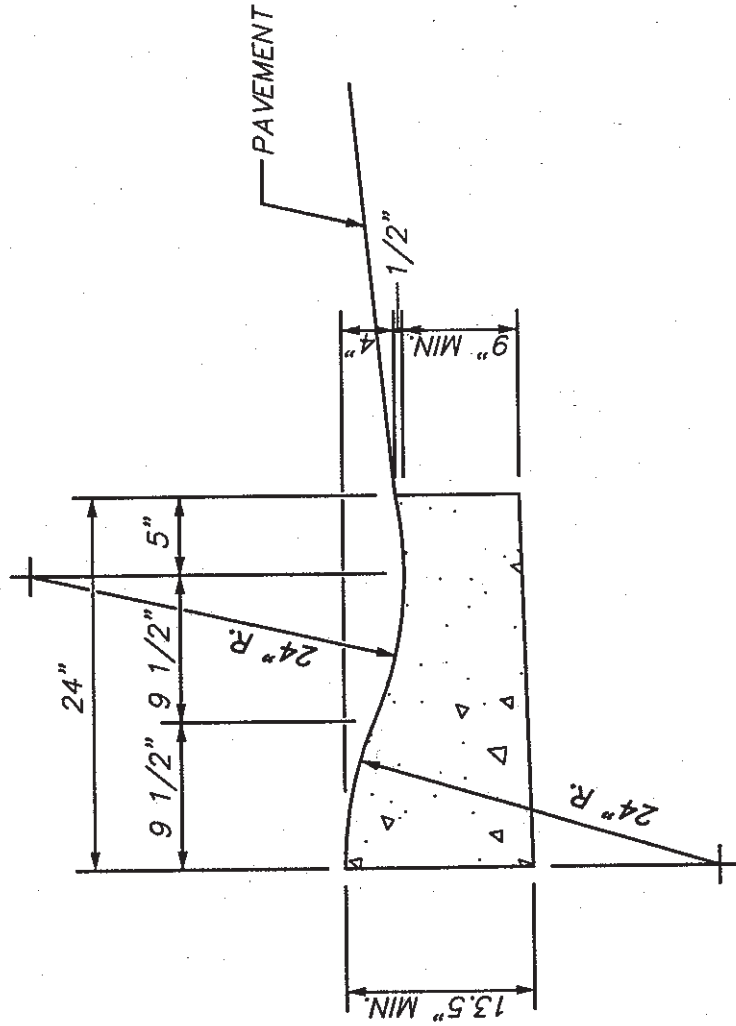 PAVEMENT
24"
5"
9 1/2"
9 1/2"
24" R.
4"
1/2"
9" MIN.
24" R.
13.5" MIN.